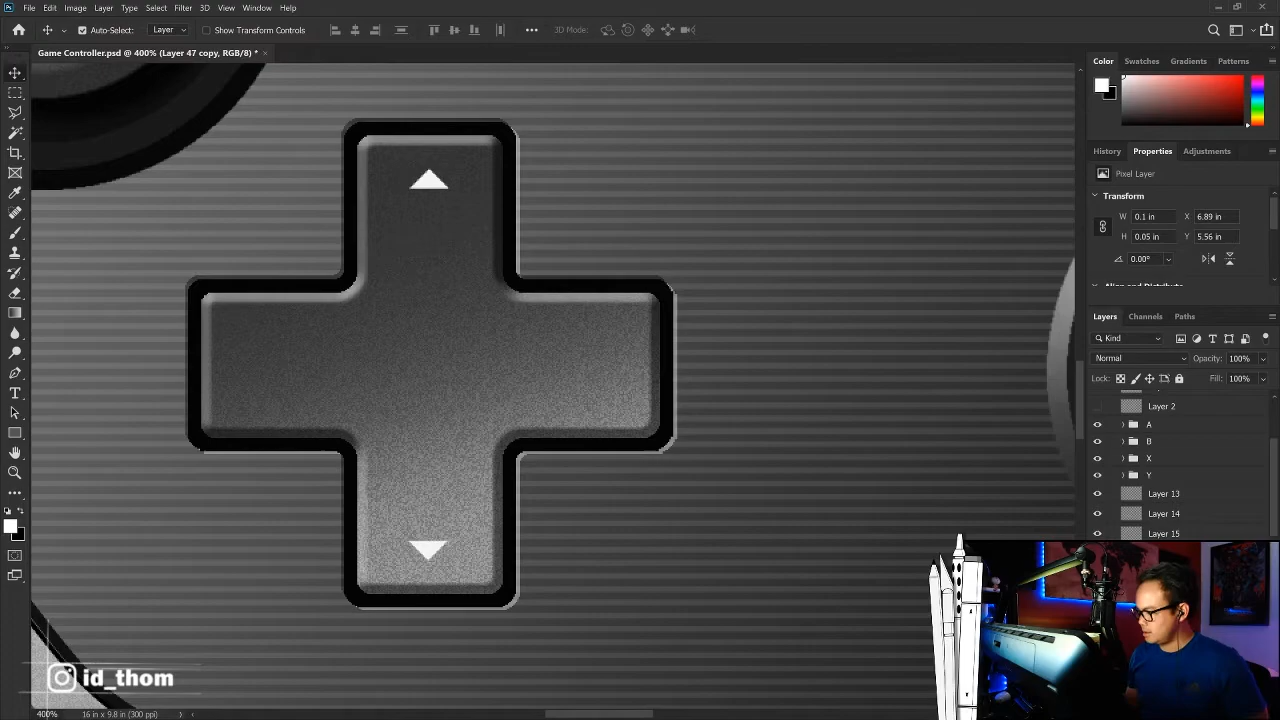 Ps File Edit Image Layer Type Select Filter 3D View Window Help
Auto-Select: Layer Show Transform Controls 3D Mode:
Game Controller.psd @ 400% (Layer 47 copy, RGB/8) * ×
Color Swatches Gradients Patterns
History Properties Adjustments
Pixel Layer
Transform
W 0.1 in X 6.89 in
H 0.05 in Y 5.56 in
0.00°
Align and Distribute
Layers Channels Paths
Kind
Normal Opacity: 100%
Lock: Fill: 100%
Layer 2
A
B
X
Y
Layer 13
Layer 14
Layer 15
id_thom
400% 16 in x 9.8 in (300 ppi)